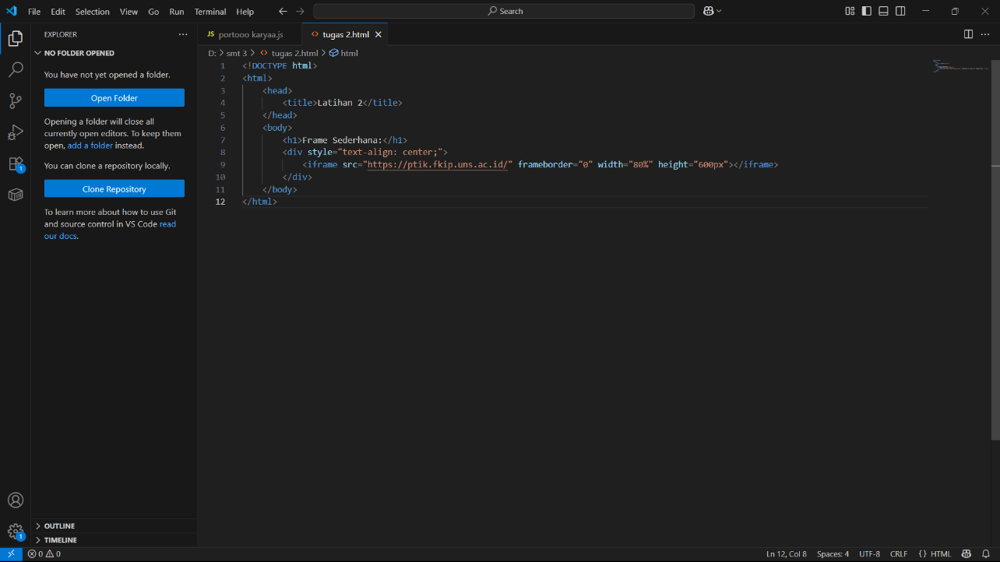 File Edit Selection View Go Run Terminal Help
Search
EXPLORER
JS portooo karyaa.js
<> tugas 2.html
NO FOLDER OPENED
D: > smt 3 > <> tugas 2.html > html
You have not yet opened a folder.
Open Folder
Opening a folder will close all
currently open editors. To keep them
open, add a folder instead.
You can clone a repository locally.
Clone Repository
To learn more about how to use Git
and source control in VS Code read
our docs.
1 <!DOCTYPE html>
2 <html>
3 <head>
4 <title>Latihan 2</title>
5 </head>
6 <body>
7 <h1>Frame Sederhana:</h1>
8 <div style="text-align: center;">
9 <iframe src="https://ptik.fkip.uns.ac.id/" frameborder="0" width="80%" height="600px"></iframe>
10 </div>
11 </body>
12 </html>
1
1
OUTLINE
TIMELINE
0 0
Ln 12, Col 8 Spaces: 4 UTF-8 CRLF {} HTML